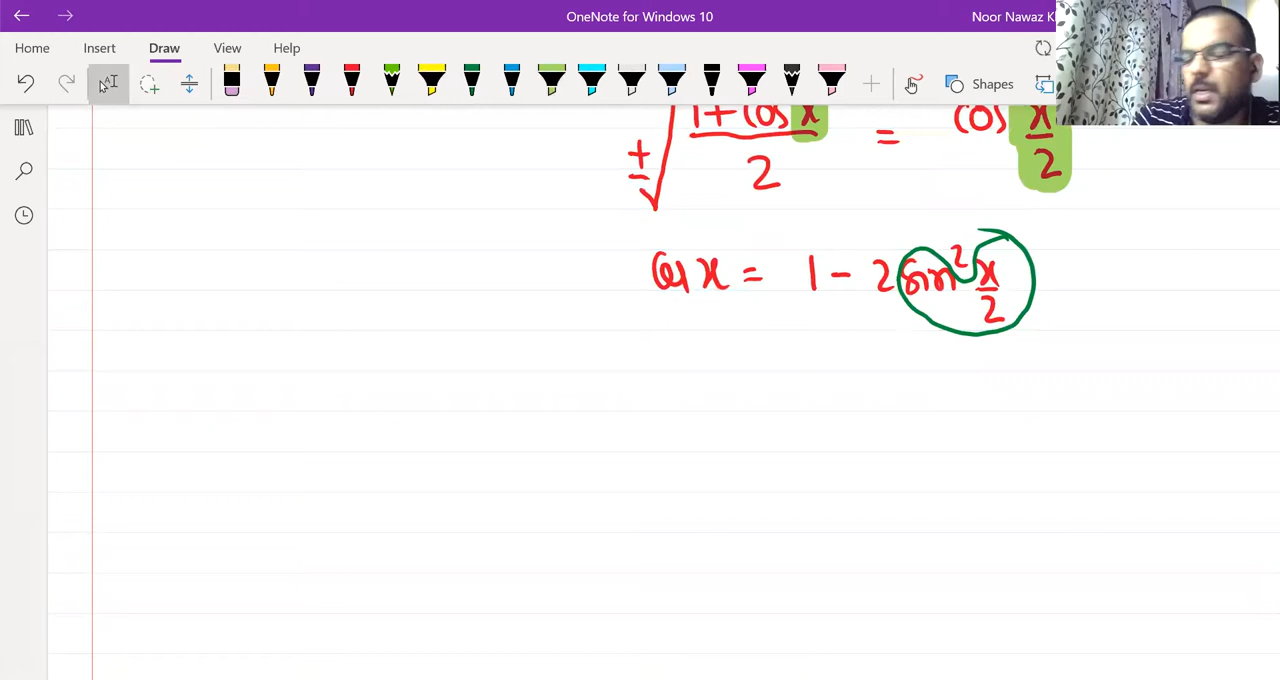 OneNote for Windows 10
Noor Nawaz K
Home Insert Draw View Help
Shapes
± √(1 + cos x / 2) = cos x/2
Cos x = 1 - 2 sin² x/2